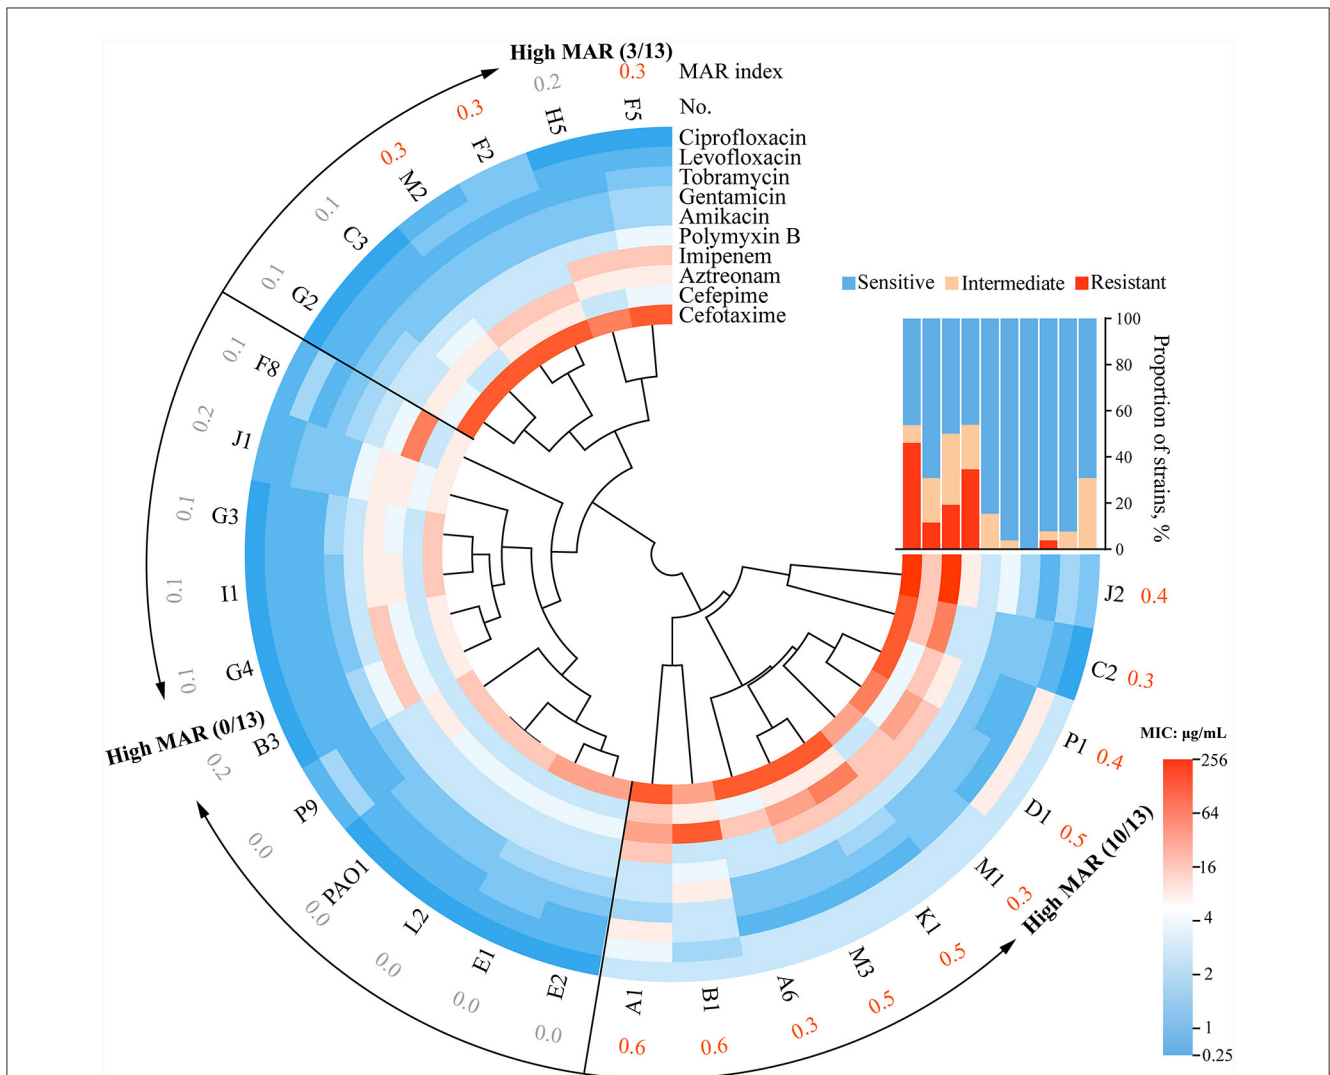 High MAR (3/13)
0.3
MAR index
0.2
0.3
0.3
0.1
0.1
No.
F5
H5
F2
M2
C3
G2
Ciprofloxacin
Levofloxacin
Tobramycin
Gentamicin
Amikacin
Polymyxin B
Imipenem
Aztreonam
Cefepime
Cefotaxime
Sensitive Intermediate Resistant
100
80
60
40
20
0
Proportion of strains, %
0.1 F8
0.2 J1
0.1 G3
0.1 I1
0.1 G4
High MAR (0/13)
0.2 B3
0.0 P9
0.0 PAO1
0.0 L2
0.0 E1
0.0 E2
A1 0.6
B1 0.6
A6 0.3
M3 0.5
K1 0.5
M1 0.3
D1 0.5
P1 0.4
C2 0.3
J2 0.4
High MAR (10/13)
MIC: μg/mL
256
64
16
4
2
1
0.25